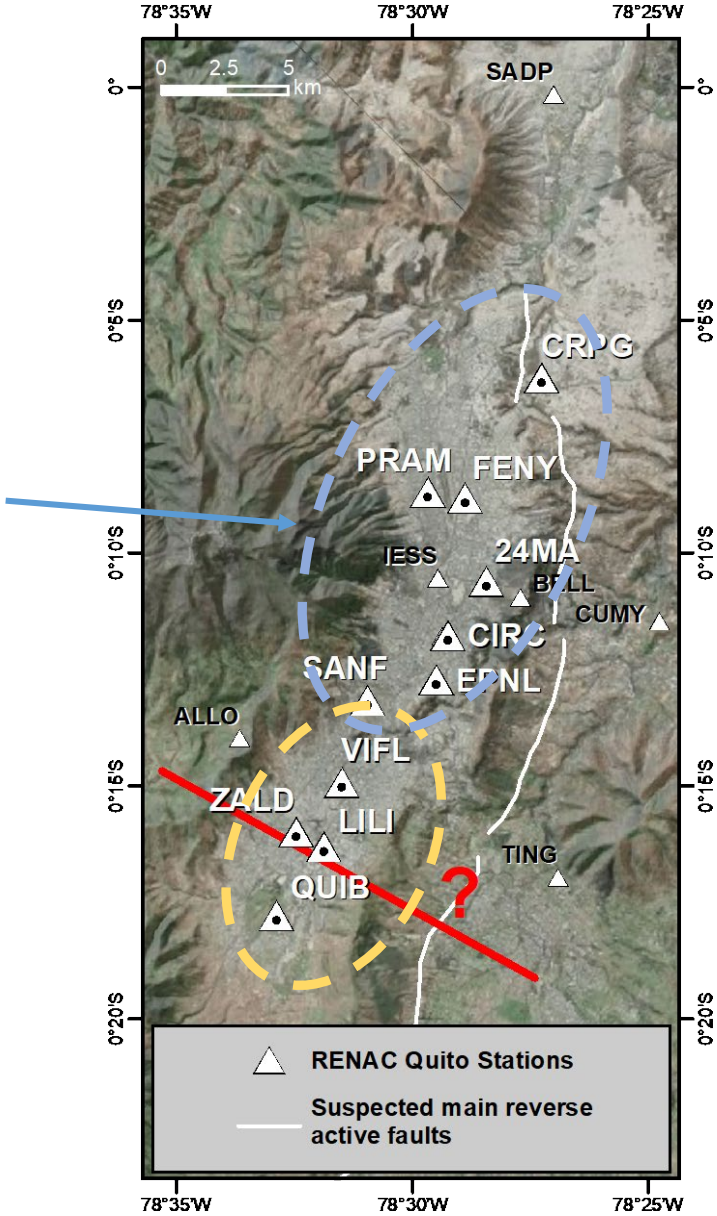 78°35'W 78°30'W 78°25'W
0 2.5 5
km
SADP
0° 0°
0°5'S 0°5'S
CRPG
PRAM FENY
0°10'S 0°10'S
IESS 24MA
BELL
CUMY
CIRC
SANF EPNL
ALLO
VIFL
0°15'S 0°15'S
ZALD
LILI
TING
QUIB ?
0°20'S 0°20'S
RENAC Quito Stations
Suspected main reverse
active faults
78°35'W 78°30'W 78°25'W